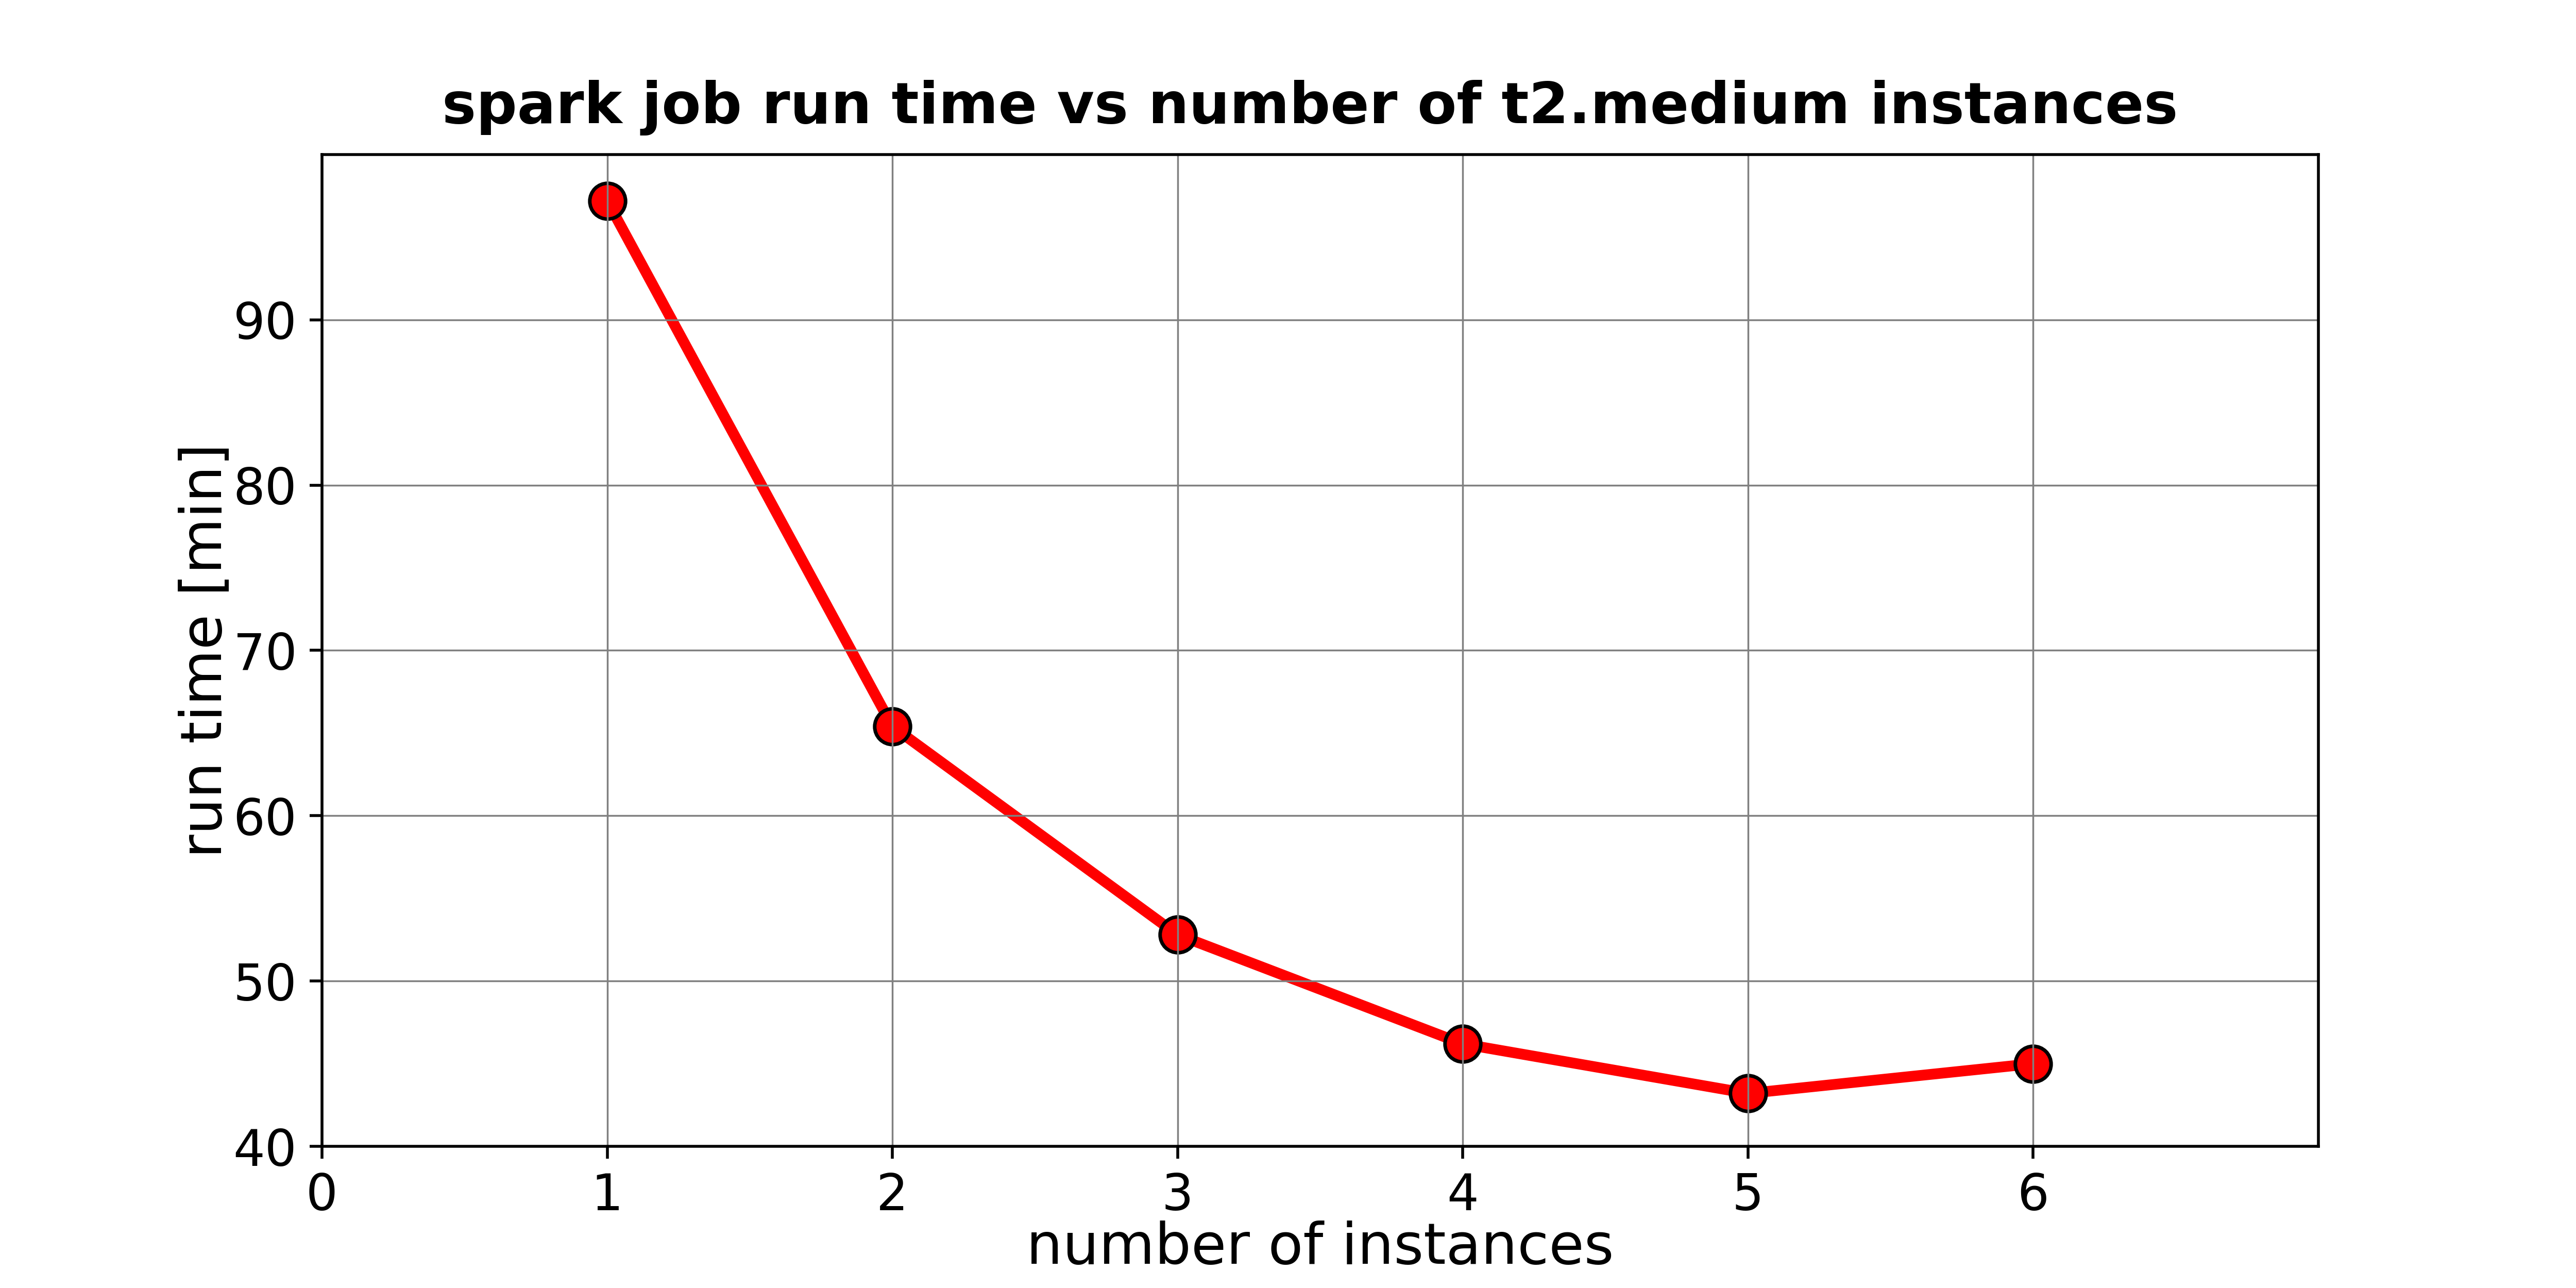 spark job run time vs number of t2.medium instances
run time [min]
90
80
70
60
50
40
0 1 2 3 4 5 6
number of instances